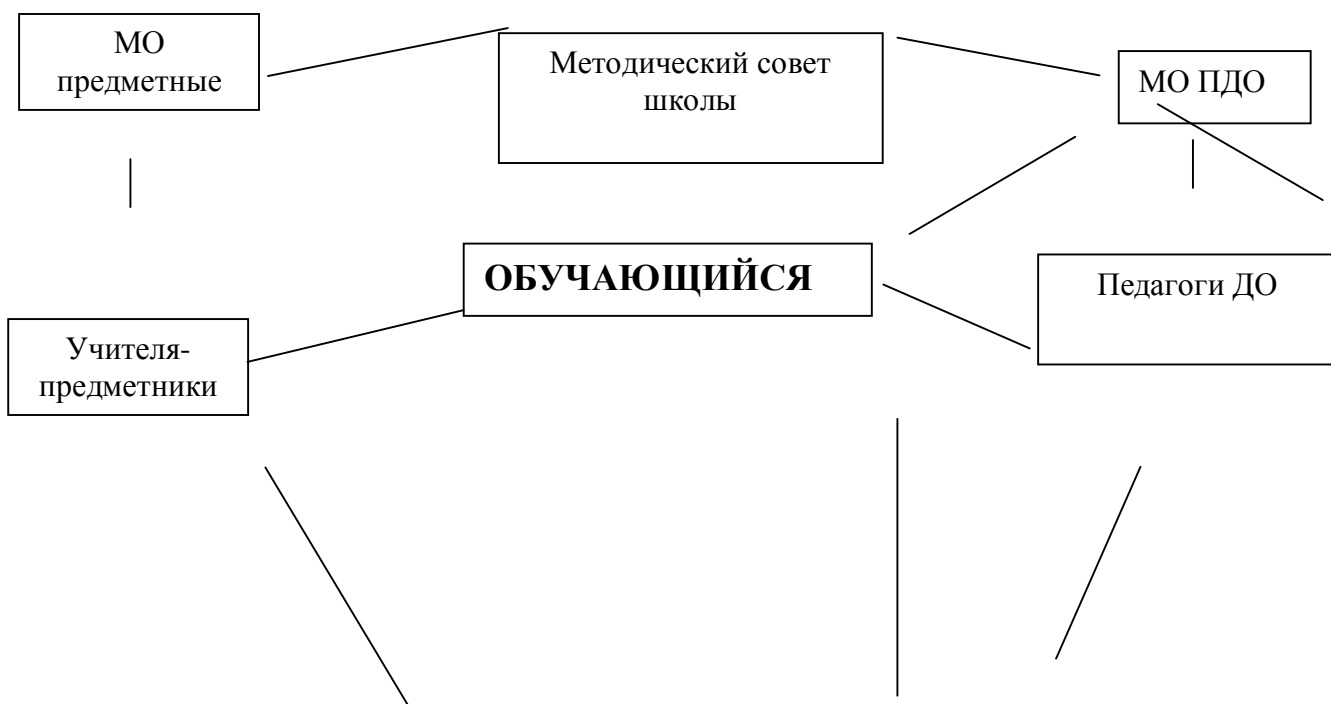 МО
предметные
Методический совет
школы
МО ПДО
ОБУЧАЮЩИЙСЯ
Педагоги ДО
Учителя-
предметники